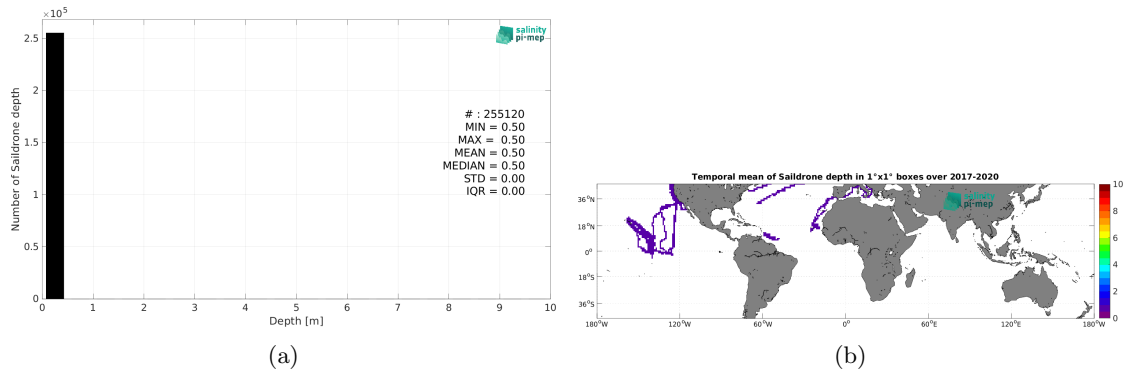 ×10⁵
2.5
2
1.5
1
0.5
0
Number of Saildrone depth
salinity
pi-mep
# : 255120
MIN = 0.50
MAX = 0.50
MEAN = 0.50
MEDIAN = 0.50
STD = 0.00
IQR = 0.00
0 1 2 3 4 5 6 7 8 9 10
Depth [m]
(a)
Temporal mean of Saildrone depth in 1°x1° boxes over 2017-2020
salinity
pi-mep
36°N
18°N
0°
18°S
36°S
180°W 120°W 60°W 0° 60°E 120°E 180°W
10
8
6
4
2
0
(b)